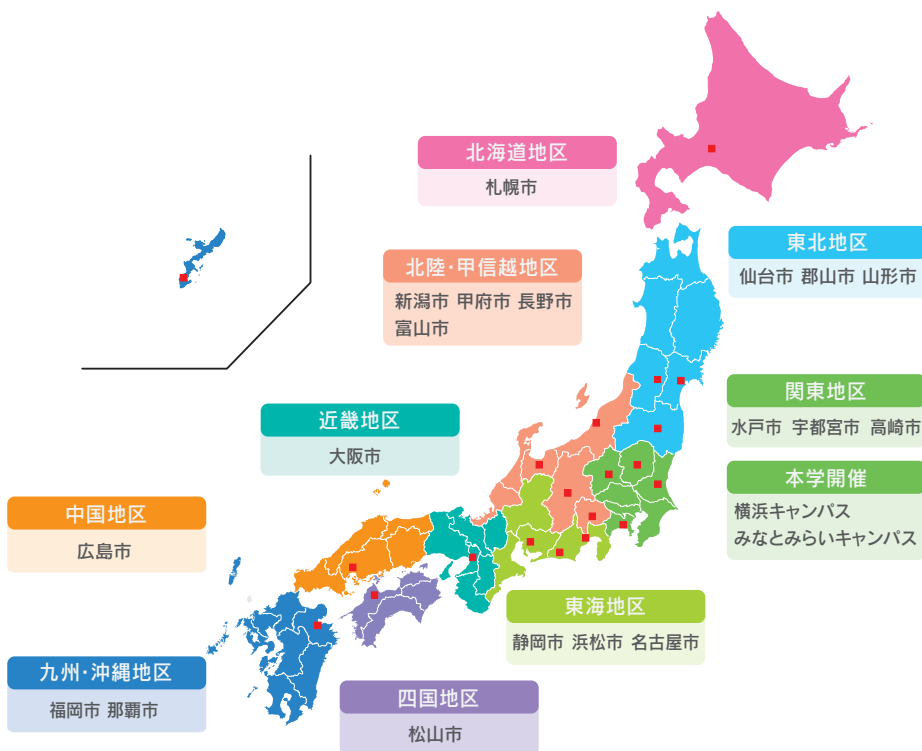 北海道地区
札幌市
東北地区
仙台市 郡山市 山形市
北陸・甲信越地区
新潟市 甲府市 長野市
富山市
関東地区
水戸市 宇都宮市 高崎市
近畿地区
大阪市
本学開催
横浜キャンパス
みなとみらいキャンパス
中国地区
広島市
東海地区
静岡市 浜松市 名古屋市
九州・沖縄地区
福岡市 那覇市
四国地区
松山市